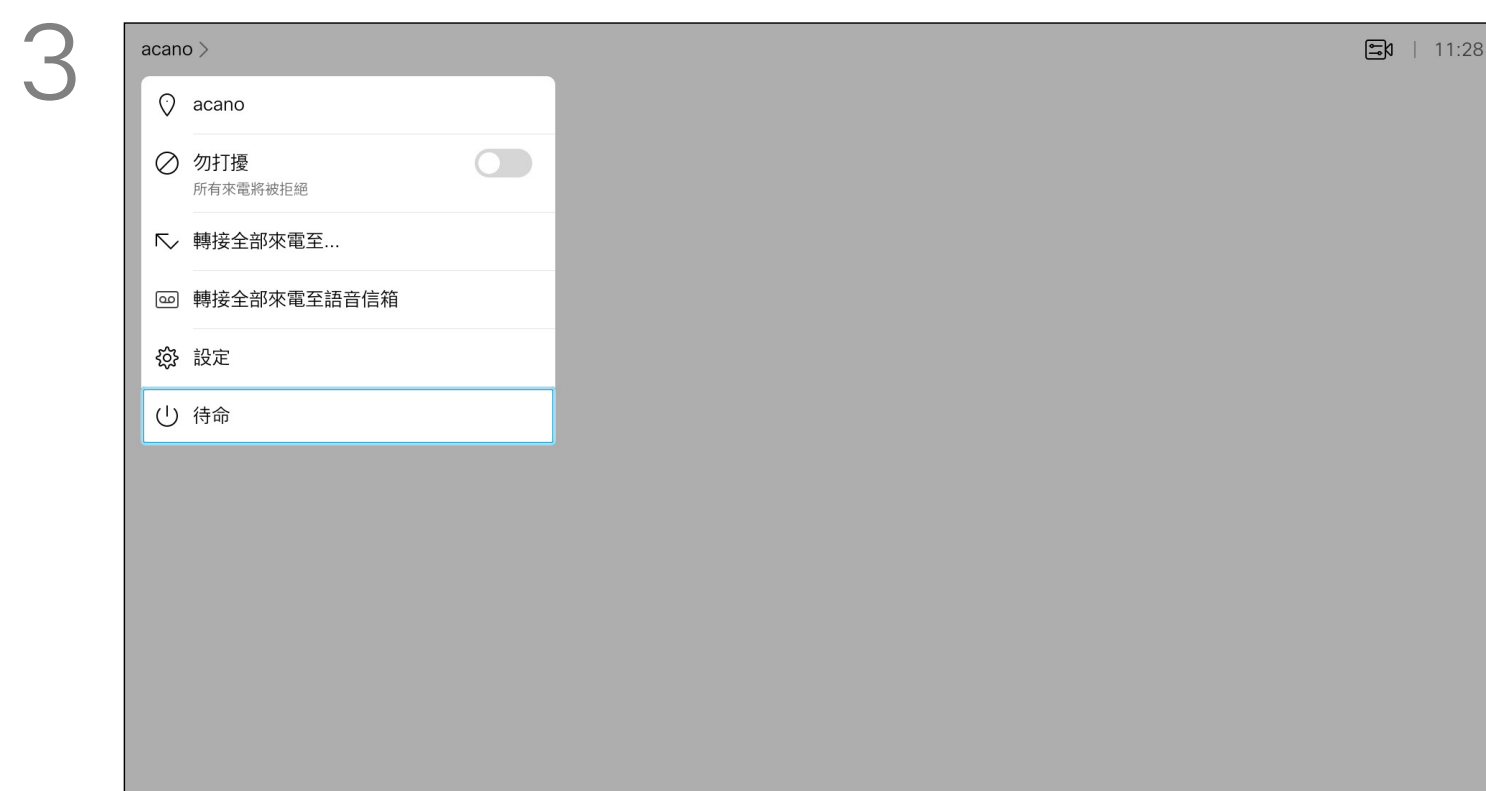 3
acano
11:28
acano
勿打擾
所有來電將被拒絕
轉接全部來電至...
轉接全部來電至語音信箱
設定
待命